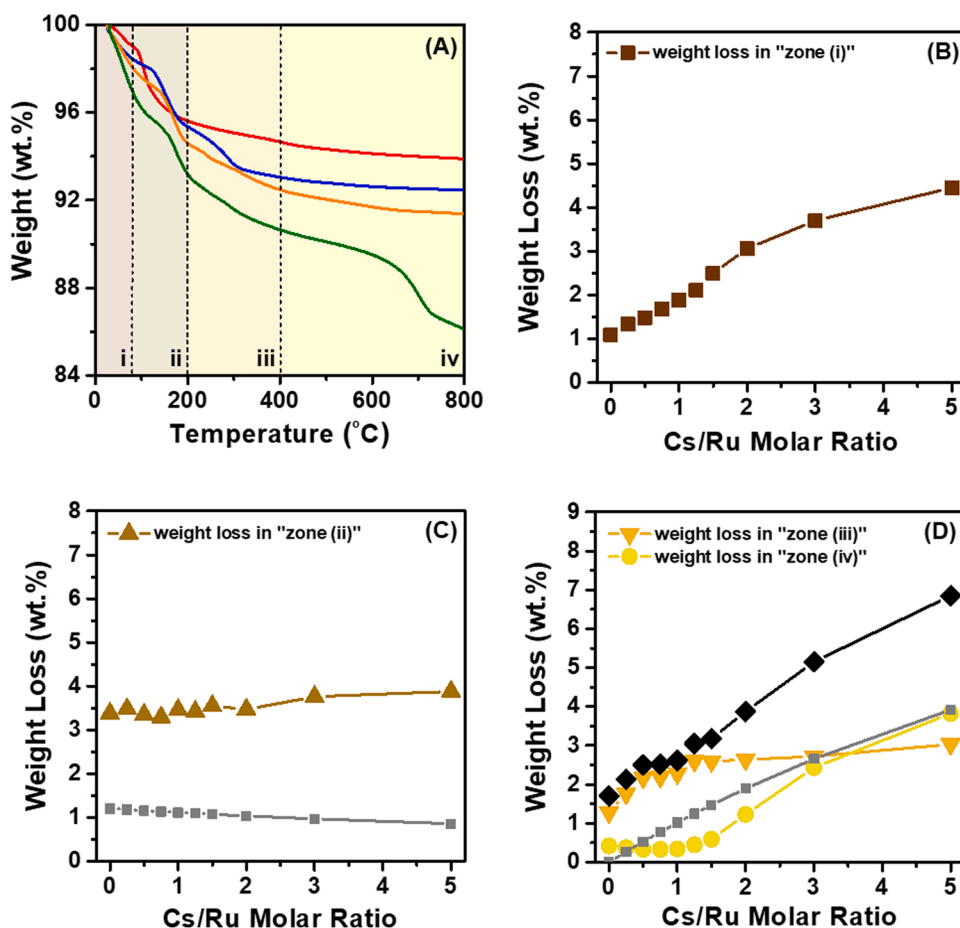 (A)
Weight (wt.%)
100
96
92
88
84
i
ii
iii
iv
0
200
400
600
800
Temperature (°C)
(B)
weight loss in "zone (i)"
Weight Loss (wt.%)
8
7
6
5
4
3
2
1
0
0
1
2
3
4
5
Cs/Ru Molar Ratio
(C)
weight loss in "zone (ii)"
Weight Loss (wt.%)
8
7
6
5
4
3
2
1
0
0
1
2
3
4
5
Cs/Ru Molar Ratio
(D)
weight loss in "zone (iii)"
weight loss in "zone (iv)"
Weight Loss (wt.%)
9
8
7
6
5
4
3
2
1
0
0
1
2
3
4
5
Cs/Ru Molar Ratio